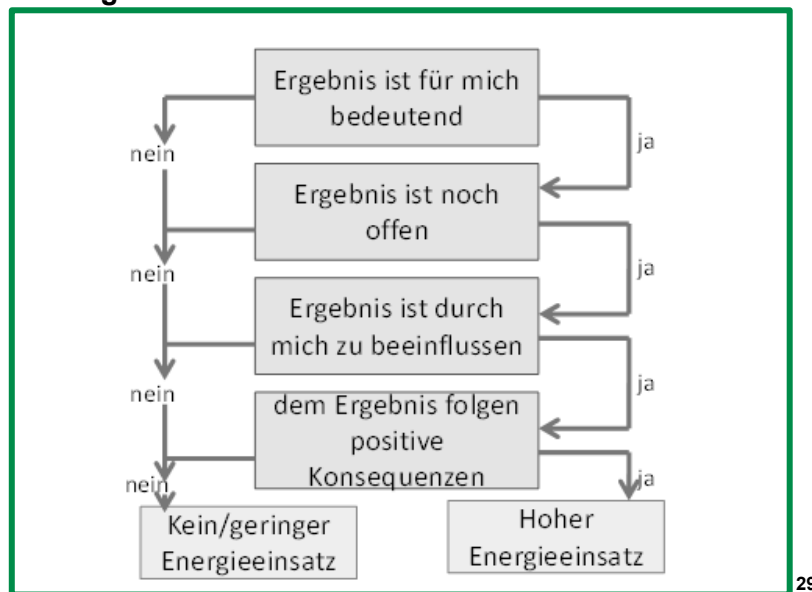 Ergebnis ist für mich
bedeutend
nein
ja
Ergebnis ist noch
offen
nein
ja
Ergebnis ist durch
mich zu beeinflussen
nein
ja
dem Ergebnis folgen
positive
Konsequenzen
nein
ja
Kein/geringer
Energieeinsatz
Hoher
Energieeinsatz
29